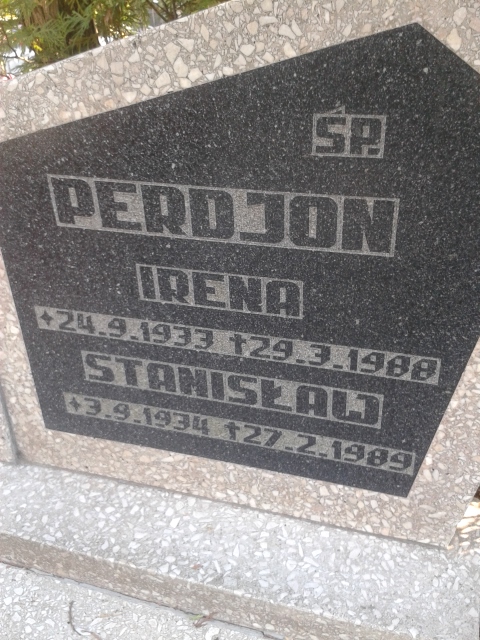 ŚP.
PERDJON
IRENA
+24.9.1933 †29.3.1988
STANISŁAW
+3.9.1934 †27.2.1989